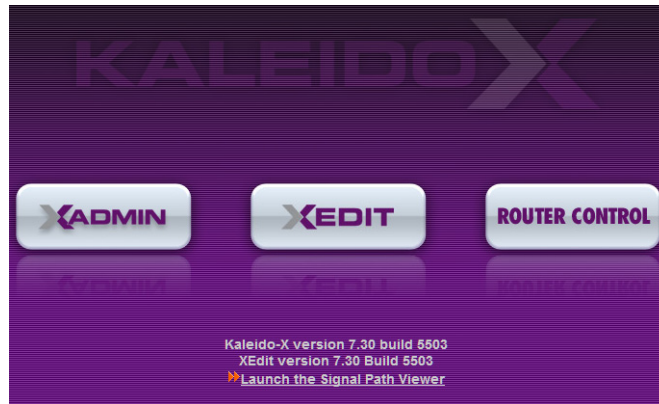 KALEIDOX
XADMIN
XEDIT
ROUTER CONTROL
Kaleido-X version 7.30 build 5503
XEdit version 7.30 Build 5503
Launch the Signal Path Viewer